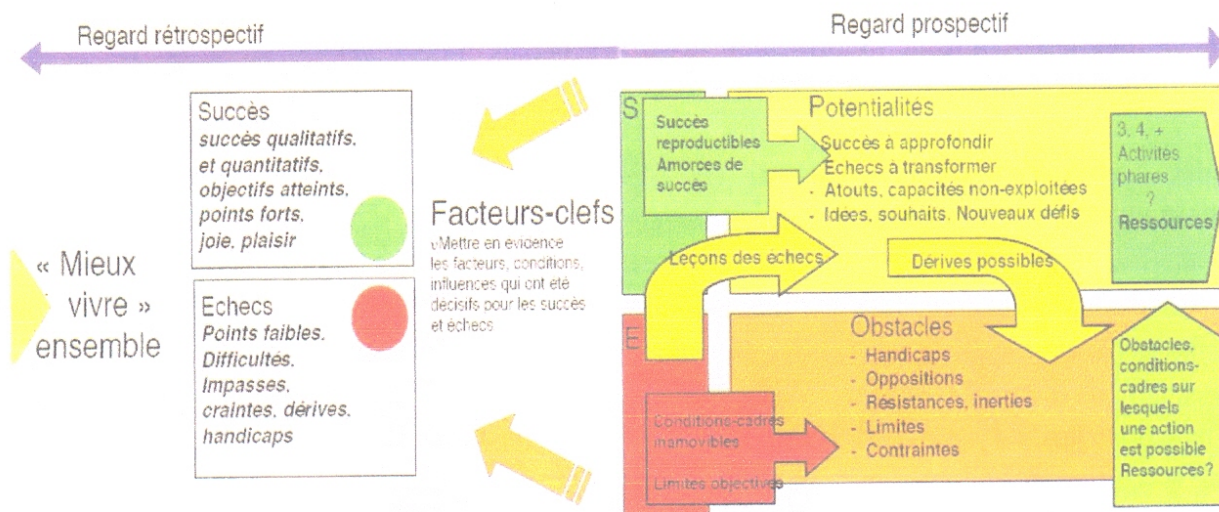 Regard rétrospectif
Regard prospectif
« Mieux
vivre »
ensemble
Succès
succès qualitatifs.
et quantitatifs,
objectifs atteints,
points forts,
joie, plaisir
Echecs
Points faibles.
Difficultés.
Impasses.
craintes, dérives.
handicaps
Facteurs-clefs
Mettre en evidence
les facteurs, conditions,
influences qui ont été
décisifs pour les succès
et échecs
S
Succès
reproductibles
Amorces de
succès
Potentialités
Succès à approfondir
Echecs à transformer
- Atouts, capacités non-exploitées
- Idées, souhaits. Nouveaux défis
3, 4, +
Activités
phares
?
Ressources
Leçons des échecs
Dérives possibles
E
Conditions-cadres
inamovibles
Limites objectives
Obstacles
- Handicaps
- Oppositions
- Résistances, inerties
- Limites
- Contraintes
Obstacles,
conditions-
cadres sur
lesquels
une action
est possible
Ressources?